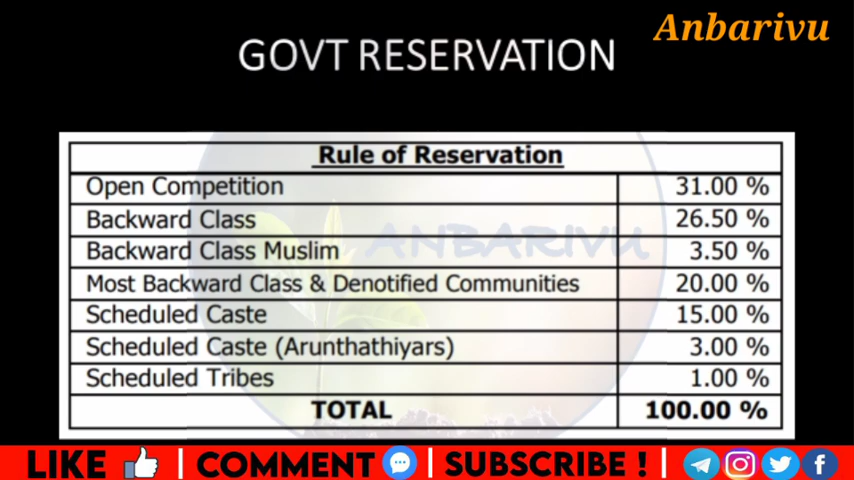 Anbarivu
GOVT RESERVATION
Rule of Reservation
Open Competition 31.00 %
Backward Class 26.50 %
Backward Class Muslim 3.50 %
Most Backward Class & Denotified Communities 20.00 %
Scheduled Caste 15.00 %
Scheduled Caste (Arunthathiyars) 3.00 %
Scheduled Tribes 1.00 %
TOTAL 100.00 %
ANBARIVU
LIKE | COMMENT | SUBSCRIBE ! |